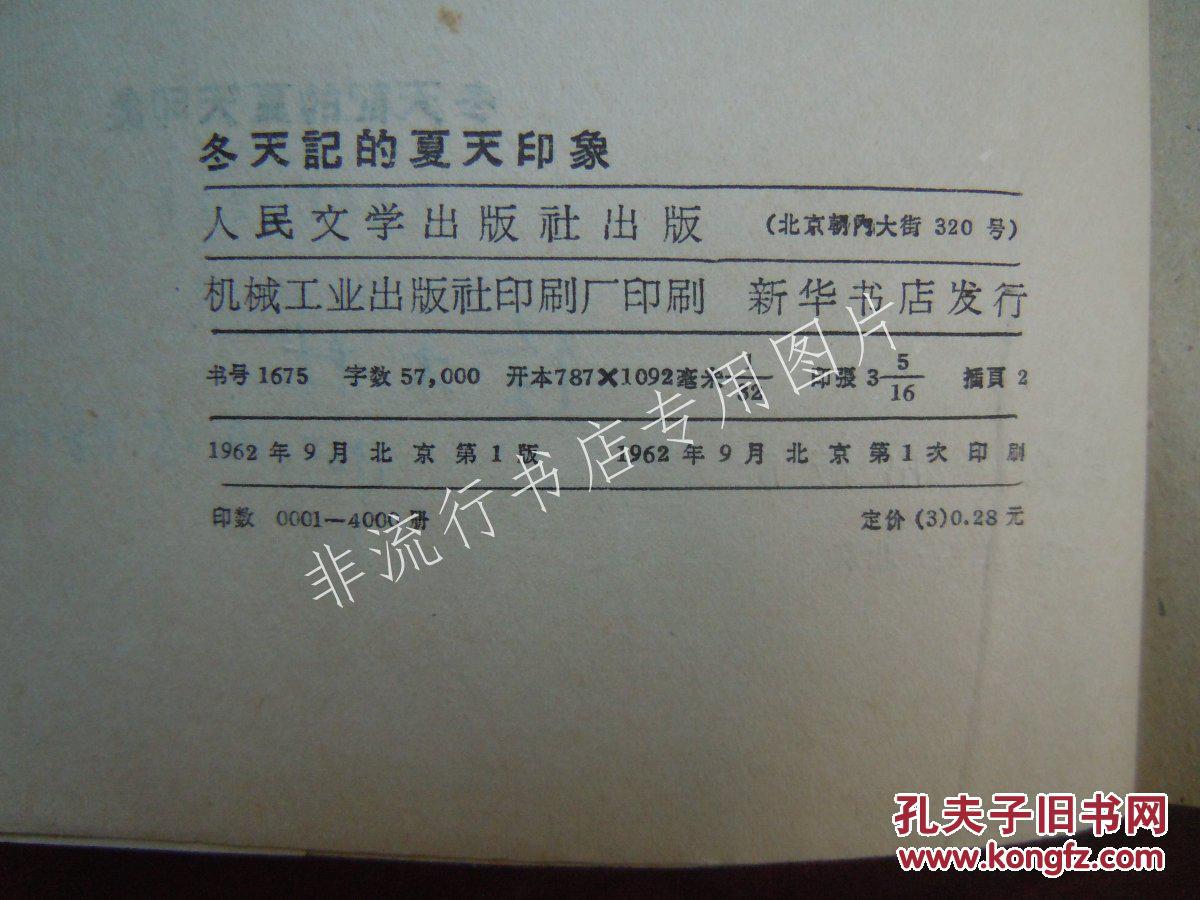 冬天記的夏天印象
人民文学出版社出版 (北京朝內大街 320 号)
机械工业出版社印刷厂印刷 新华书店发行
书号 1675 字数 57,000 开本 787×1092 毫米 1/32 印張 3 5/16 插頁 2
1962 年 9 月 北 京 第 1 版 1962 年 9 月 北 京 第 1 次 印 刷
印数 0001—4000 册 定价 (3) 0.28 元
非流行书店专用图片
孔夫子旧书网
www.kongfz.com